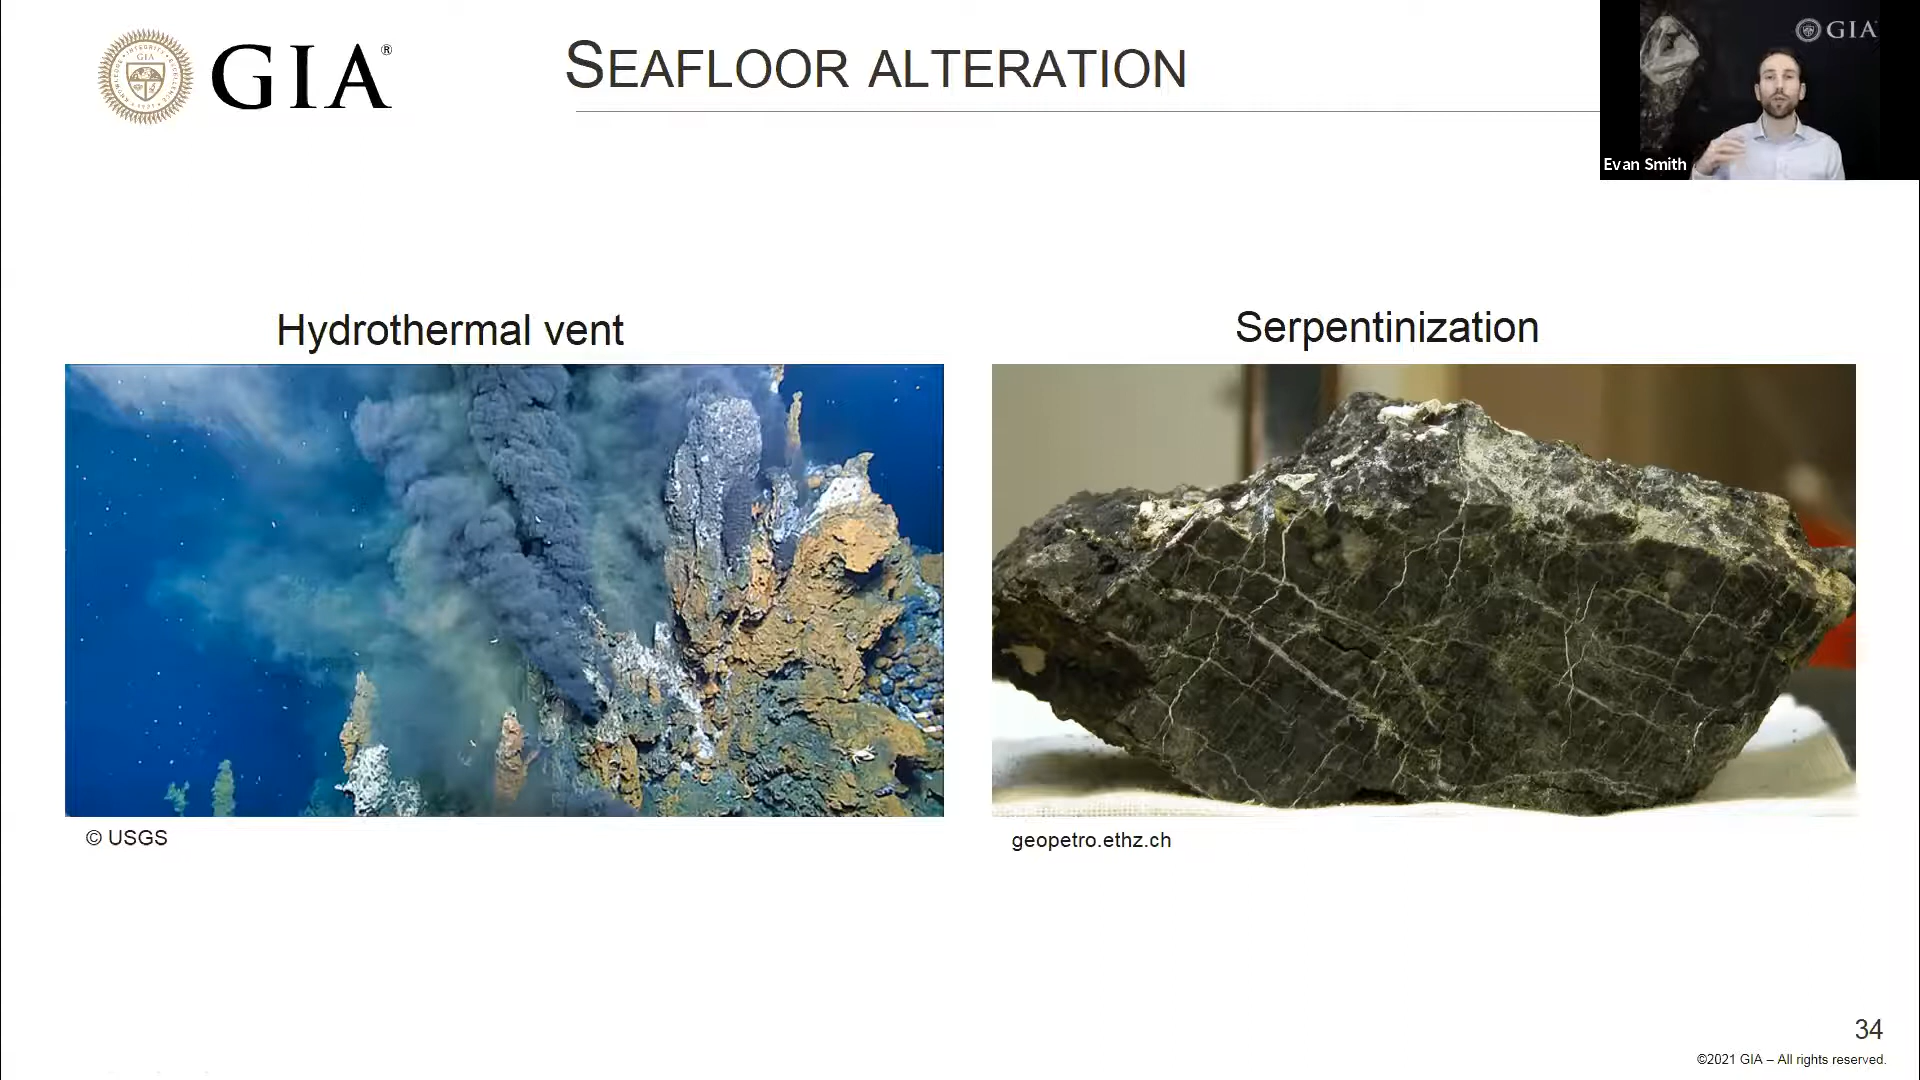 GIA®
SEAFLOOR ALTERATION
GIA
Evan Smith
Hydrothermal vent
Serpentinization
© USGS
geopetro.ethz.ch
34
©2021 GIA – All rights reserved.